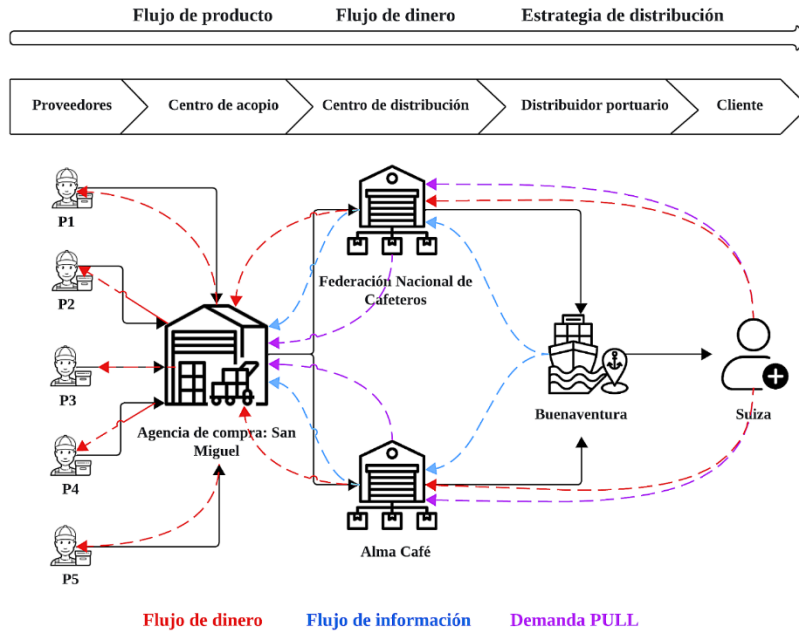 Flujo de producto
Flujo de dinero
Estrategia de distribución
Proveedores
Centro de acopio
Centro de distribución
Distribuidor portuario
Cliente
P1
P2
P3
P4
P5
Agencia de compra: San
Miguel
Federación Nacional de
Cafeteros
Alma Café
Buenaventura
Suiza
Flujo de dinero
Flujo de información
Demanda PULL